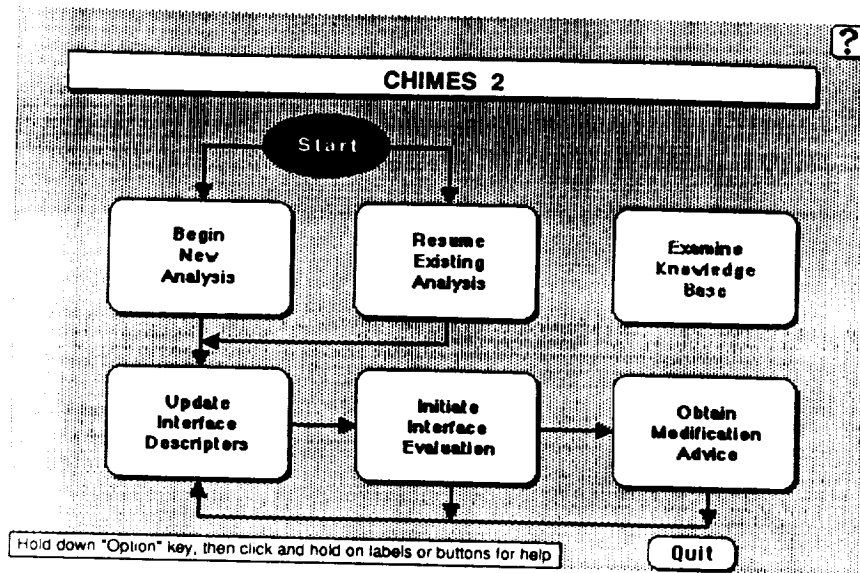 ?
CHIMES 2
Start
Begin
New
Analysis
Resume
Existing
Analysis
Examine
Knowledge
Base
Update
Interface
Descriptors
Initiate
Interface
Evaluation
Obtain
Modification
Advice
Hold down "Option" key, then click and hold on labels or buttons for help
Quit